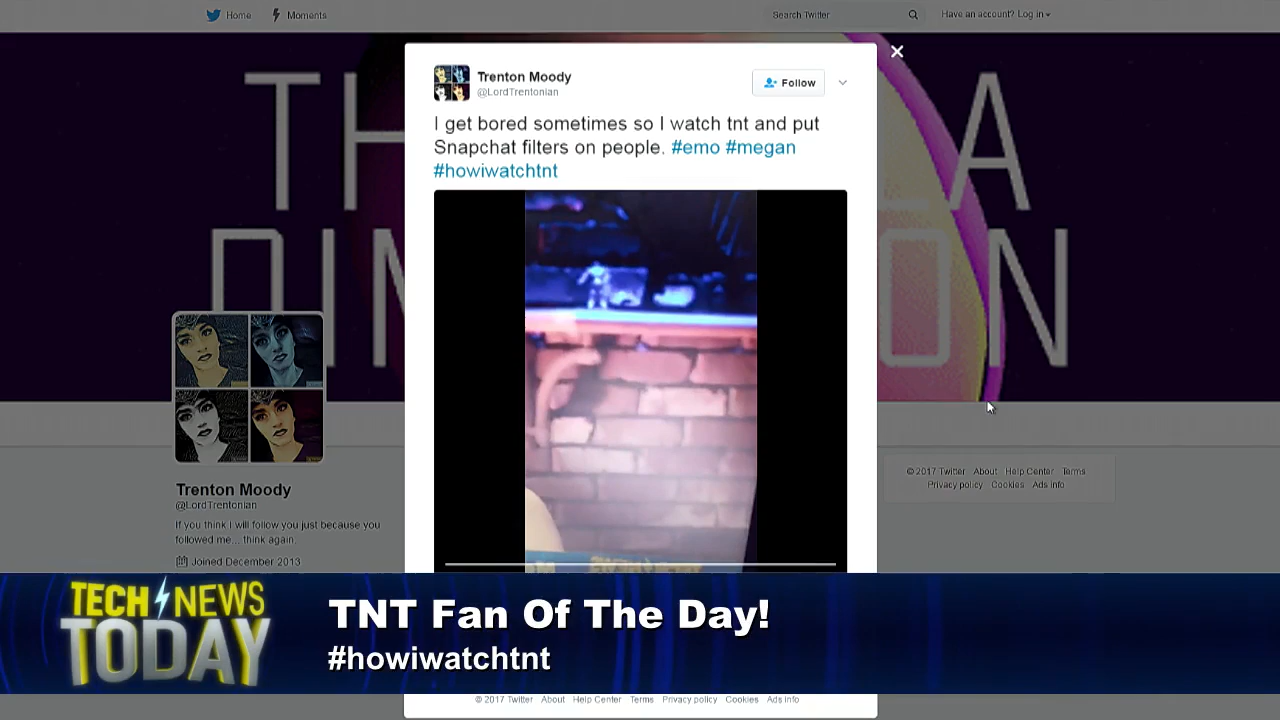 Home
Moments
Search Twitter
Have an account? Log in
Trenton Moody
@LordTrentonian
Follow
I get bored sometimes so I watch tnt and put
Snapchat filters on people. #emo #megan
#howiwatchtnt
Trenton Moody
@LordTrentonian
If you think I will follow you just because you
followed me... think again.
Joined December 2013
© 2017 Twitter About Help Center Terms
Privacy policy Cookies Ads info
TECH NEWS
TODAY
TNT Fan Of The Day!
#howiwatchtnt
© 2017 Twitter About Help Center Terms Privacy policy Cookies Ads info